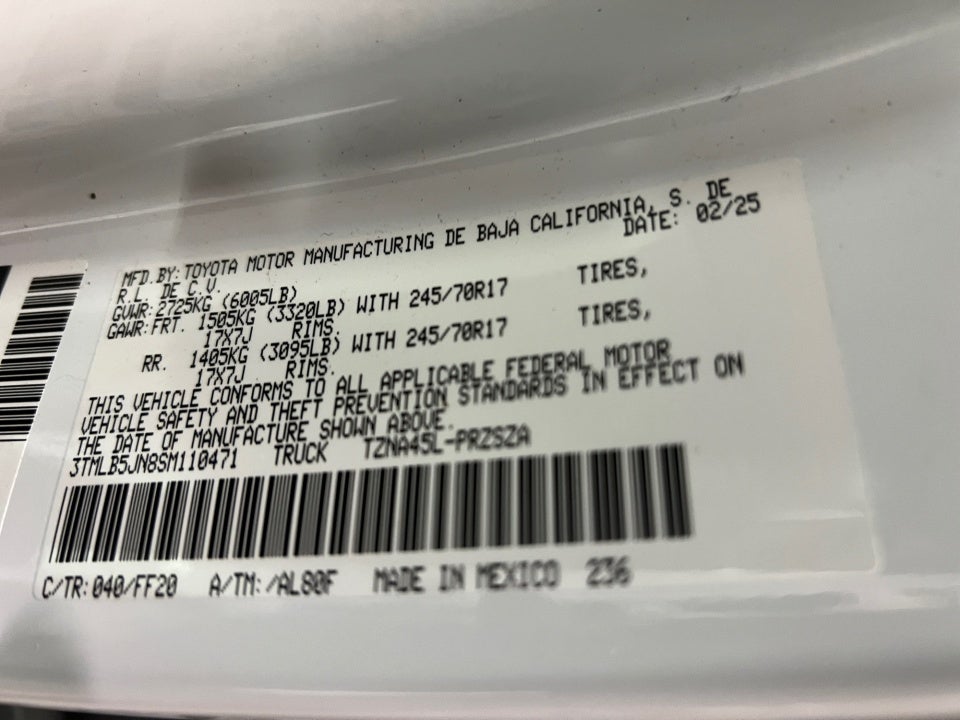 MFD.BY:TOYOTA MOTOR MANUFACTURING DE BAJA CALIFORNIA, S. DE
R.L. DE C.V. DATE: 02/25
GVWR:2725KG (6005LB)
GAWR:FRT. 1505KG (3320LB) WITH 245/70R17 TIRES,
17X7J RIMS.
RR. 1405KG (3095LB) WITH 245/70R17 TIRES,
17X7J RIMS.
THIS VEHICLE CONFORMS TO ALL APPLICABLE FEDERAL MOTOR
VEHICLE SAFETY AND THEFT PREVENTION STANDARDS IN EFFECT ON
THE DATE OF MANUFACTURE SHOWN ABOVE.
3TMLB5JN8SM110471 TRUCK TZNA45L-PRZSZA
C/TR:040/FF20 A/TM:/AL80F MADE IN MEXICO 236